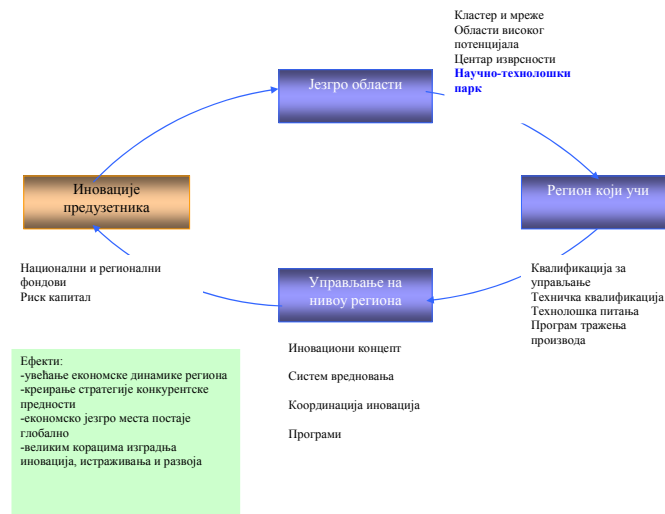 Кластер и мреже
Области високог
потенцијала
Центар изврсности
Научно-технолошки
парк
Језгро области
Иновације
предузетника
Регион који учи
Национални и регионални
фондови
Риск капитал
Управљање на
нивоу региона
Квалификација за
управљање
Техничка квалификација
Технолошка питања
Програм тражења
производа
Иновациони концепт
Систем вредновања
Координација иновација
Програми
Ефекти:
-увећање економске динамике региона
-креирање стратегије конкурентске
предности
-економско језгро места постаје
глобално
-великим корацима изградња
иновација, истраживања и развоја